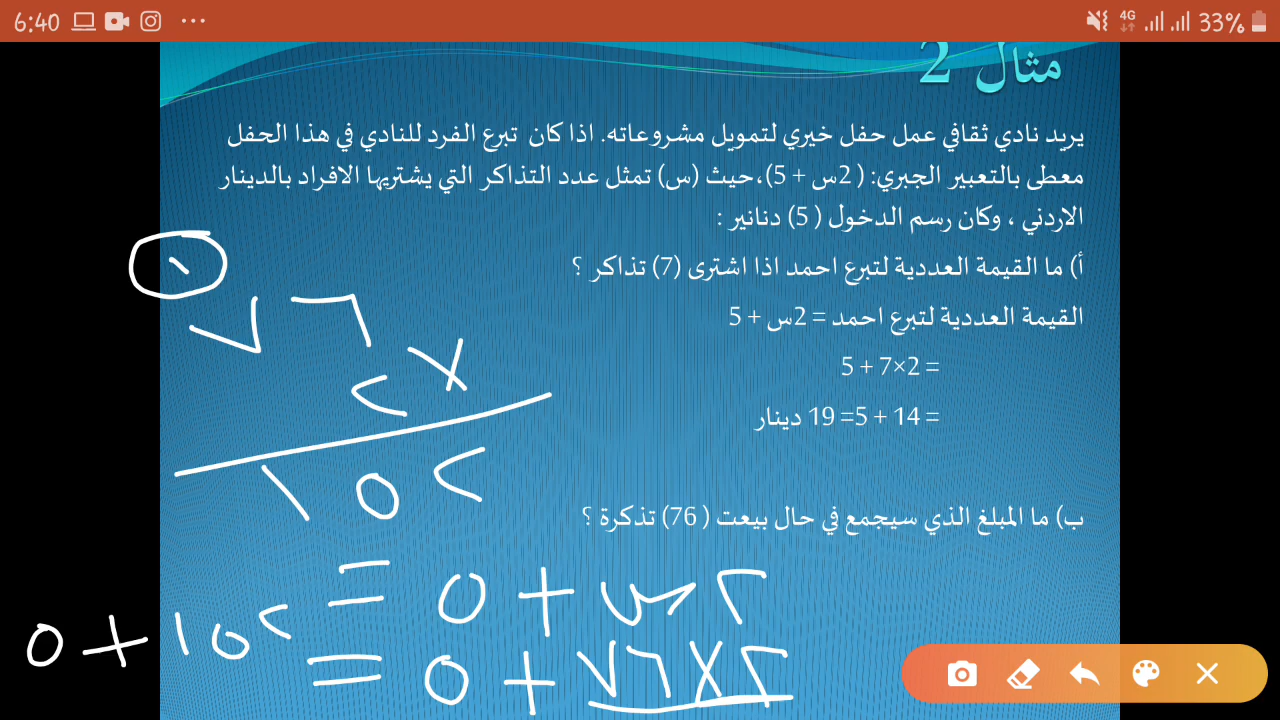 6:40
4G
33%
مثال 2
يريد نادي ثقافي عمل حفل خيري لتمويل مشروعاته. اذا كان تبرع الفرد للنادي في هذا الحفل
معطى بالتعبير الجبري: ( 2س + 5)،حيث (س) تمثل عدد التذاكر التي يشتريها الافراد بالدينار
الاردني ، وكان رسم الدخول ( 5) دنانير :
أ) ما القيمة العددية لتبرع احمد اذا اشترى (7) تذاكر ؟
القيمة العددية لتبرع احمد = 2س + 5
= 2×7 + 5
= 14 + 5= 19 دينار
ب) ما المبلغ الذي سيجمع في حال بيعت ( 76) تذكرة ؟
١
٧٦
٢ ×
١٥٢
٢س + ٥ =
٢×٧٦ + ٥ =
١٥٢ + ٥